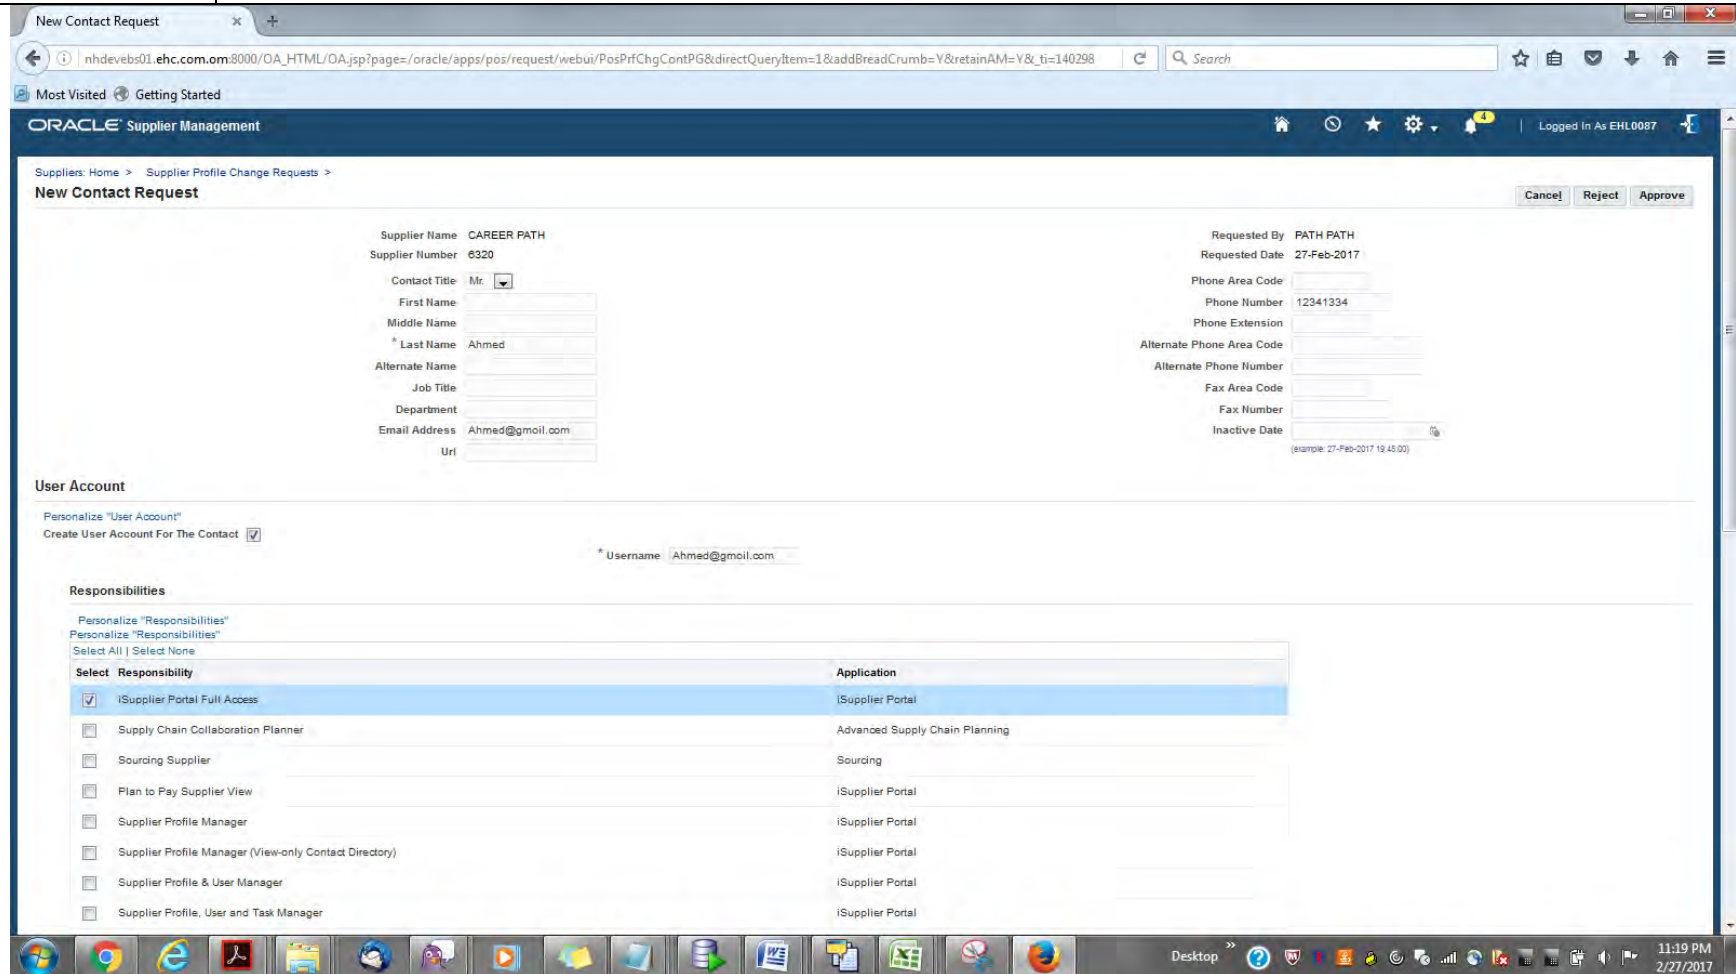 New Contact Request
nhdevebs01.ehc.com.om:8000/OA_HTML/OA.jsp?page=/oracle/apps/pos/request/webui/PosPrfChgContPG&directQueryItem=1&addBreadCrumb=Y&retainAM=Y&_ti=140298 Search
Most Visited Getting Started
ORACLE Supplier Management 4 | Logged In As EHL0087
Suppliers: Home > Supplier Profile Change Requests >
New Contact Request Cancel Reject Approve
Supplier Name CAREER PATH Requested By PATH PATH
Supplier Number 6320 Requested Date 27-Feb-2017
Contact Title Mr. Phone Area Code
First Name Phone Number 12341334
Middle Name Phone Extension
* Last Name Ahmed Alternate Phone Area Code
Alternate Name Alternate Phone Number
Job Title Fax Area Code
Department Fax Number
Email Address Ahmed@gmoil.com Inactive Date
Url (example: 27-Feb-2017 19:45:00)
User Account
Personalize "User Account"
Create User Account For The Contact
* Username Ahmed@gmoil.com
Responsibilities
Personalize "Responsibilities"
Personalize "Responsibilities"
Select All | Select None
Select Responsibility Application
iSupplier Portal Full Access iSupplier Portal
Supply Chain Collaboration Planner Advanced Supply Chain Planning
Sourcing Supplier Sourcing
Plan to Pay Supplier View iSupplier Portal
Supplier Profile Manager iSupplier Portal
Supplier Profile Manager (View-only Contact Directory) iSupplier Portal
Supplier Profile & User Manager iSupplier Portal
Supplier Profile, User and Task Manager iSupplier Portal
Desktop 11:19 PM
2/27/2017